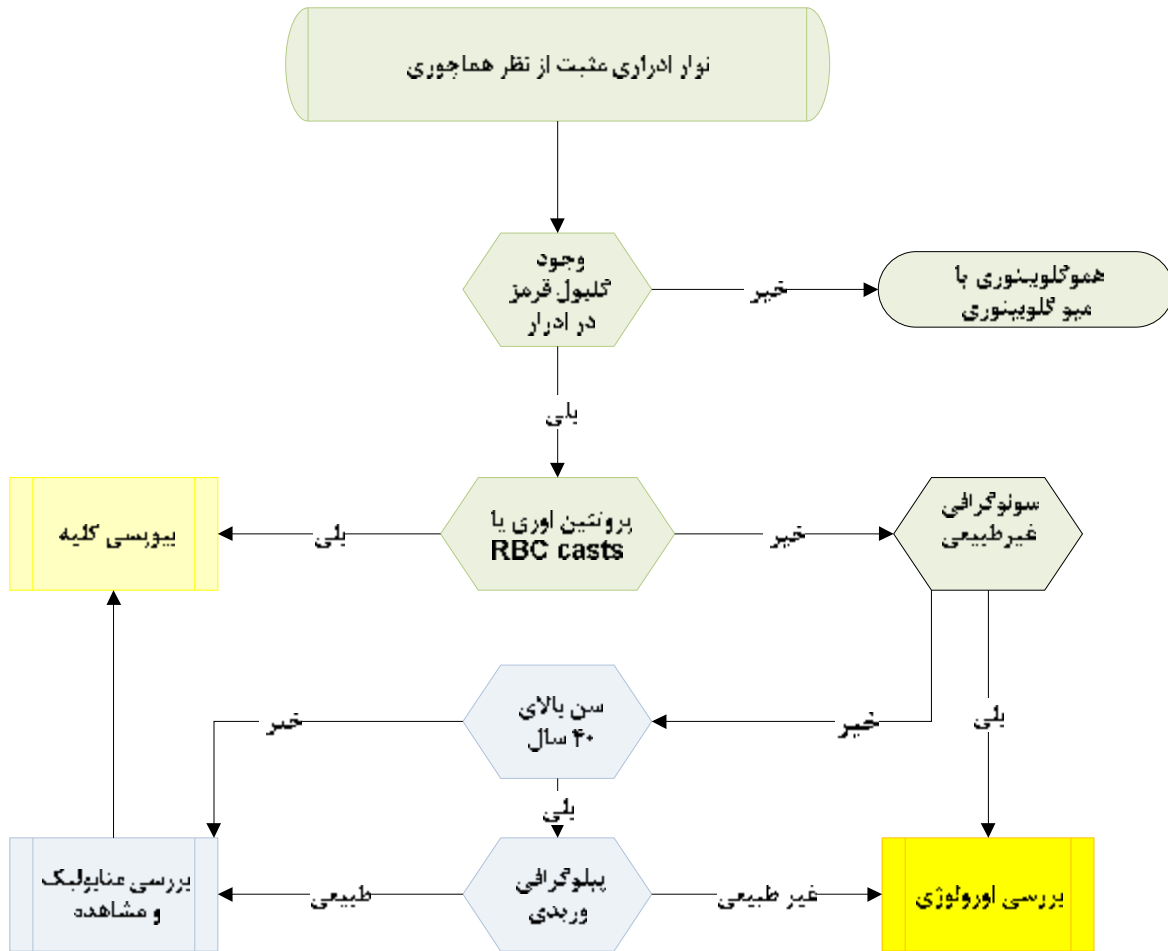 نوار ادراری مثبت از نظر هماچوری
وجود
گلبول قرمز
در ادرار
خیر
هموگلوبینوری یا
میو گلوبینوری
بلی
پروتئین اوری یا
RBC casts
بلی
بیوپسی کلیه
خیر
سونوگرافی
غیرطبیعی
بلی
خیر
سن بالای
۴۰ سال
خیر
بلی
پیلوگرافی
وریدی
طبیعی
بررسی متابولیک
و مشاهده
غیر طبیعی
بررسی اورولوژی